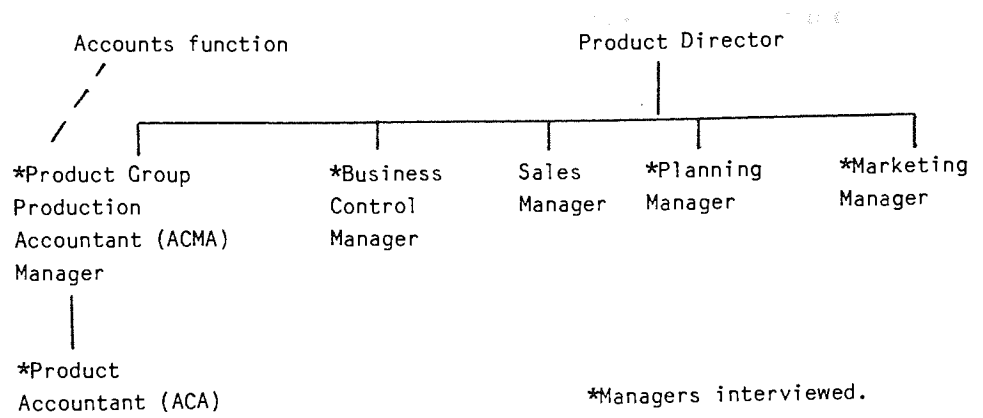 Accounts function
Product Director
*Product Group
Production
Accountant (ACMA)
Manager
*Business
Control
Manager
Sales
Manager
*Planning
Manager
*Marketing
Manager
*Product
Accountant (ACA)
*Managers interviewed.